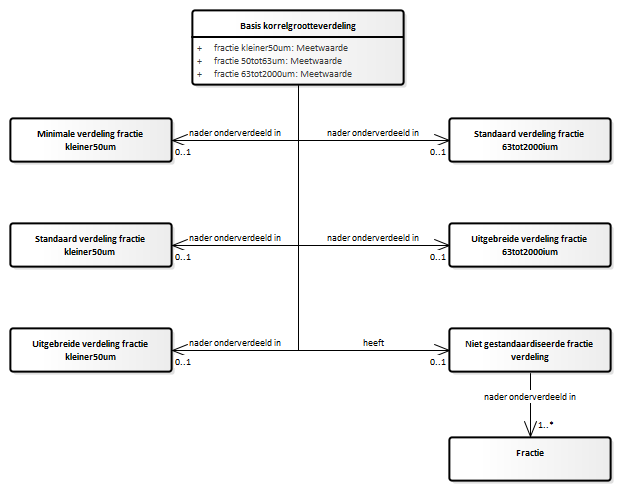 Basis korrelgrootteverdeling
+ fractie kleiner50um: Meetwaarde
+ fractie 50tot63um: Meetwaarde
+ fractie 63tot2000um: Meetwaarde
Minimale verdeling fractie
kleiner50um
nader onderverdeeld in
0..1
nader onderverdeeld in
0..1
Standaard verdeling fractie
63tot2000ium
Standaard verdeling fractie
kleiner50um
nader onderverdeeld in
0..1
nader onderverdeeld in
0..1
Uitgebreide verdeling fractie
63tot2000ium
Uitgebreide verdeling fractie
kleiner50um
nader onderverdeeld in
0..1
heeft
0..1
Niet gestandaardiseerde fractie
verdeling
nader onderverdeeld in
1..*
Fractie